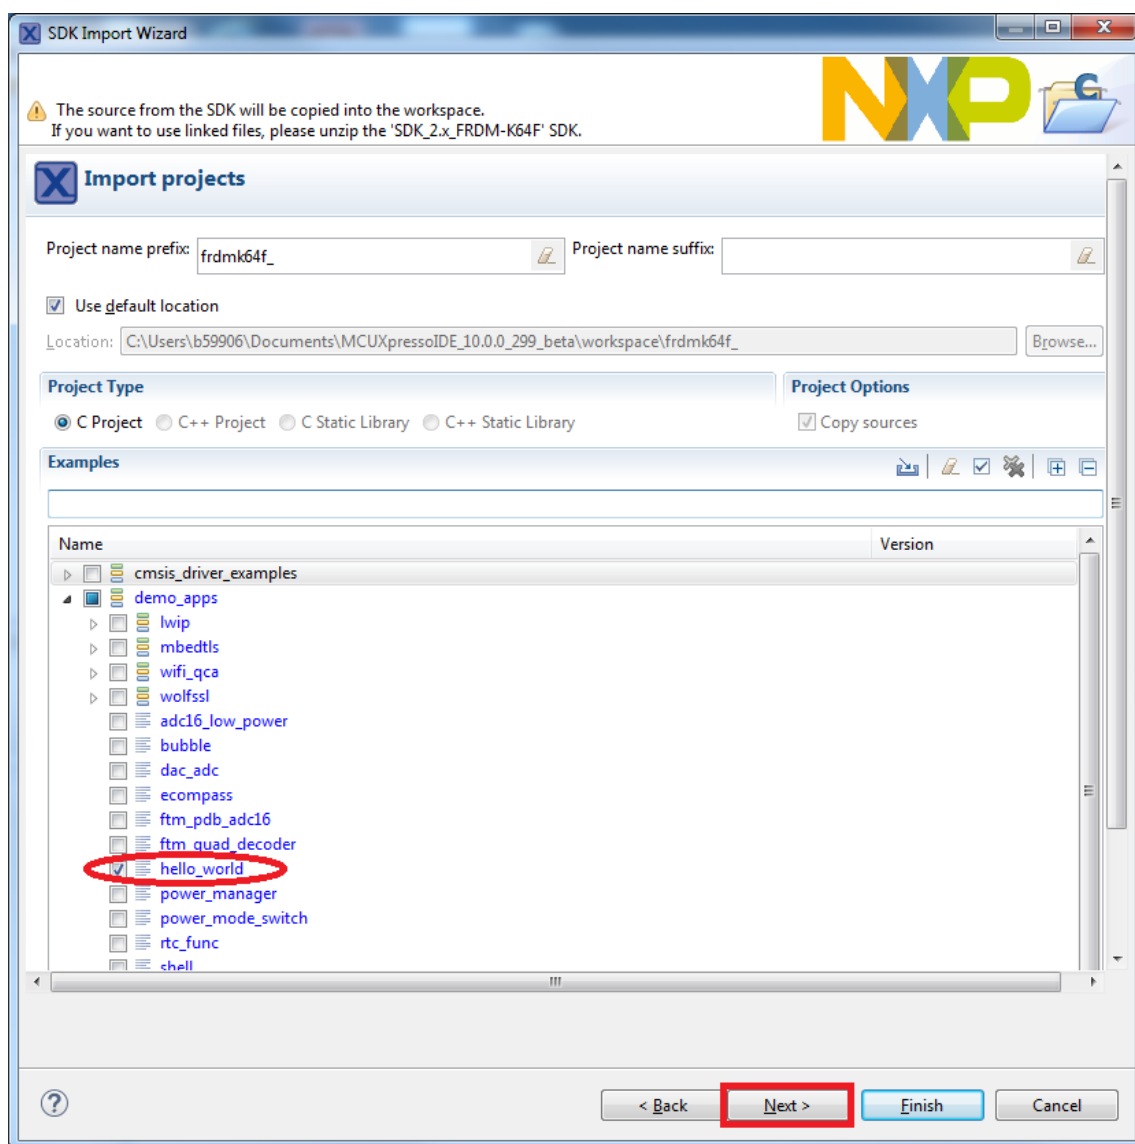 SDK Import Wizard
The source from the SDK will be copied into the workspace.
If you want to use linked files, please unzip the 'SDK_2.x_FRDM-K64F' SDK.
NXP
C
Import projects
Project name prefix: frdmk64f_ Project name suffix:
Use default location
Location: C:\Users\b59906\Documents\MCUXpressoIDE_10.0.0_299_beta\workspace\frdmk64f_ Browse...
Project Type Project Options
C Project C++ Project C Static Library C++ Static Library Copy sources
Examples
Name Version
cmsis_driver_examples
demo_apps
lwip
mbedtls
wifi_qca
wolfssl
adc16_low_power
bubble
dac_adc
ecompass
ftm_pdb_adc16
ftm_quad_decoder
hello_world
power_manager
power_mode_switch
rtc_func
shell
? < Back Next > Finish Cancel